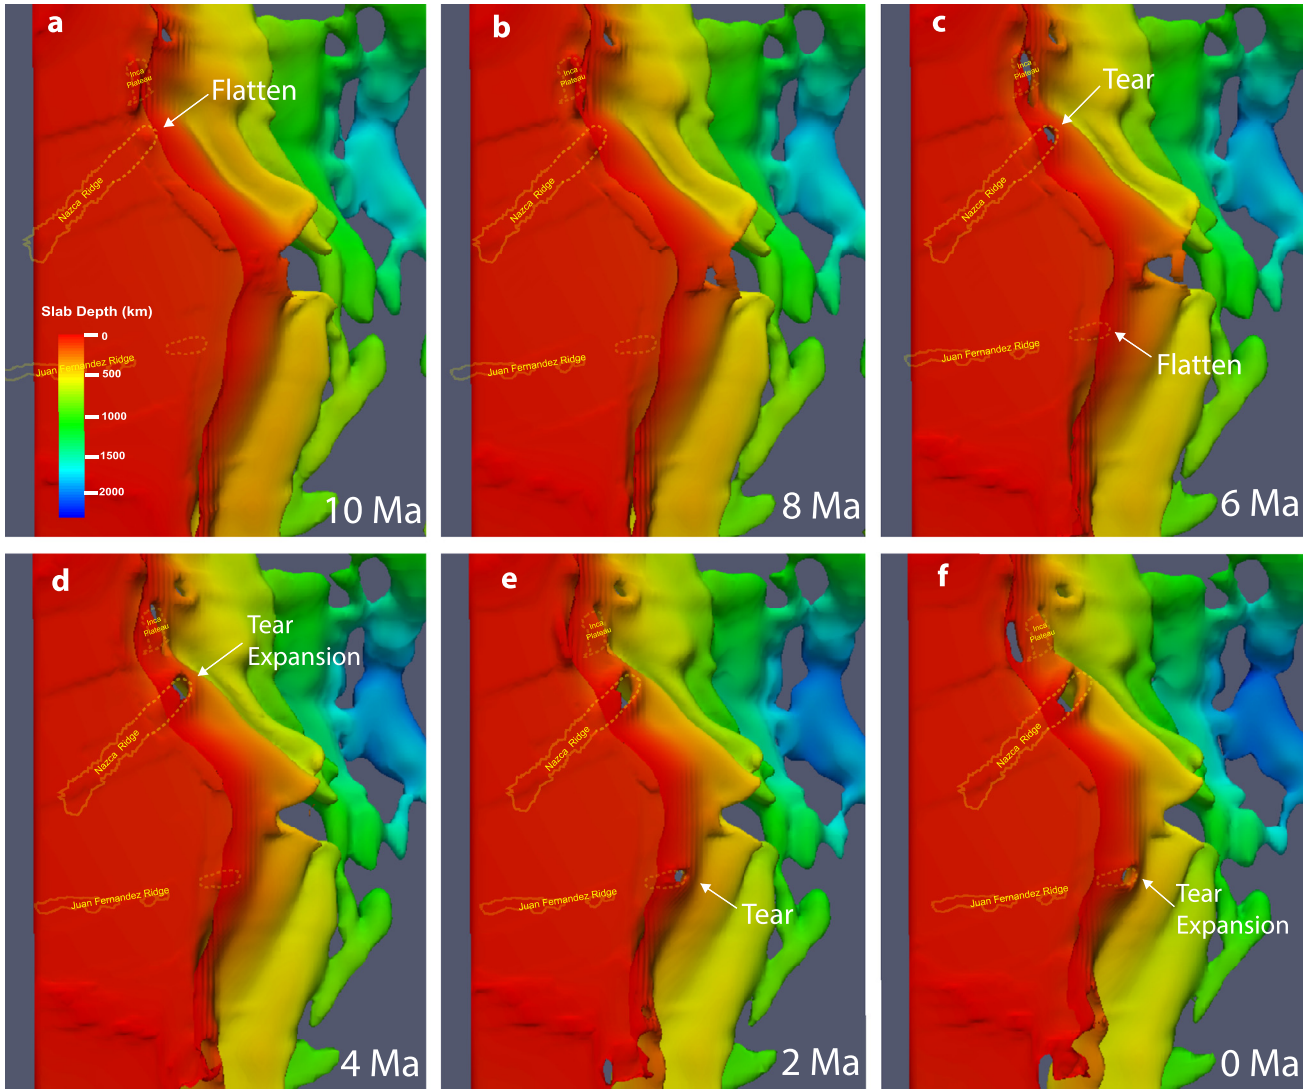 a
Inca
Plateau
Flatten
Nazca Ridge
Slab Depth (km)
0
500
1000
1500
2000
Juan Fernandez Ridge
10 Ma
b
Inca
Plateau
Nazca Ridge
Juan Fernandez Ridge
8 Ma
c
Inca
Plateau
Tear
Nazca Ridge
Juan Fernandez Ridge
Flatten
6 Ma
d
Inca
Plateau
Tear
Expansion
Nazca Ridge
Juan Fernandez Ridge
4 Ma
e
Inca
Plateau
Nazca Ridge
Juan Fernandez Ridge
Tear
2 Ma
f
Inca
Plateau
Nazca Ridge
Juan Fernandez Ridge
Tear
Expansion
0 Ma